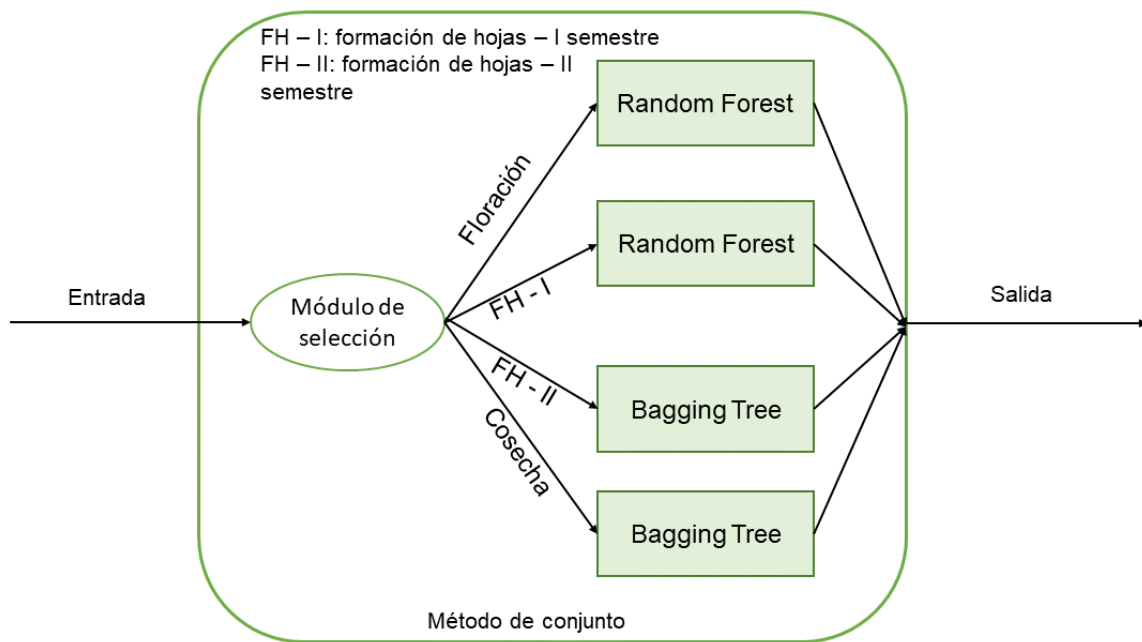 FH – I: formación de hojas – I semestre
FH – II: formación de hojas – II
semestre
Random Forest
Floración
Random Forest
Entrada
FH - I
Salida
Módulo de
selección
FH - II
Bagging Tree
Cosecha
Bagging Tree
Método de conjunto